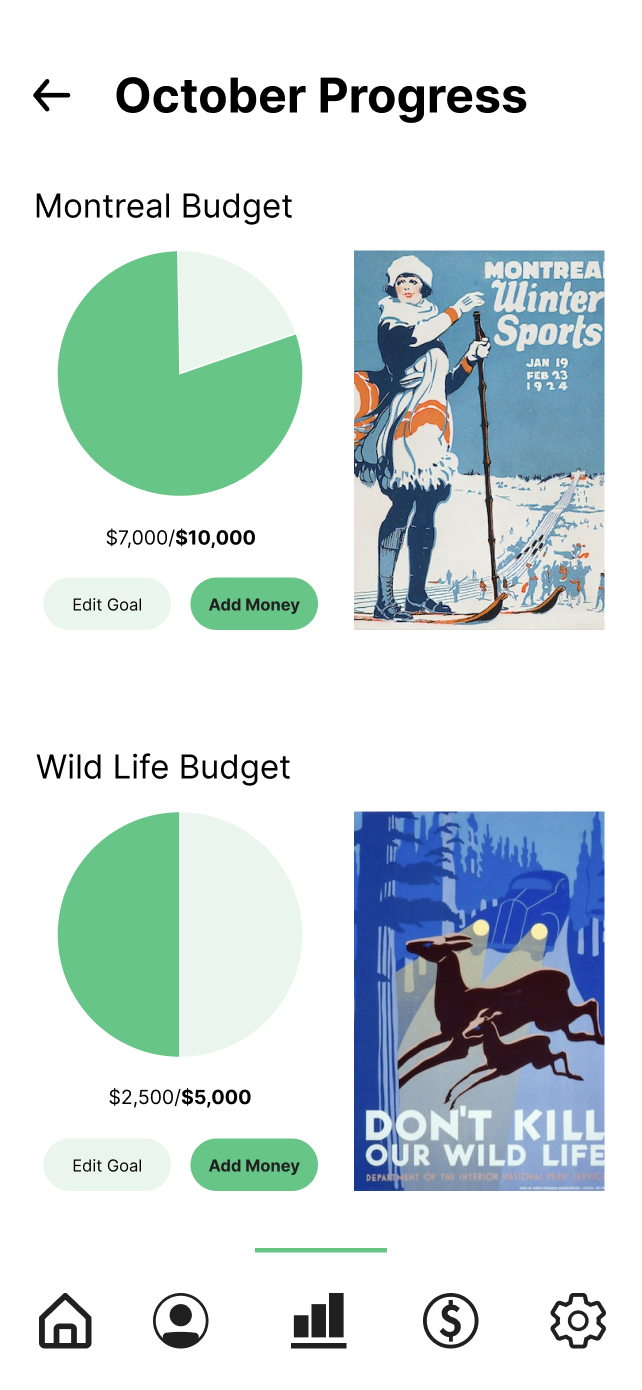 October Progress
Montreal Budget
MONTREA
Winter
Sports
JAN 19
FEB 23
1924
$7,000/$10,000
Edit Goal
Add Money
Wild Life Budget
DON'T KILL
OUR WILD LIFE
DEPARTMENT OF THE INTERIOR NATIONAL PARK SERVICE
$2,500/$5,000
Edit Goal
Add Money